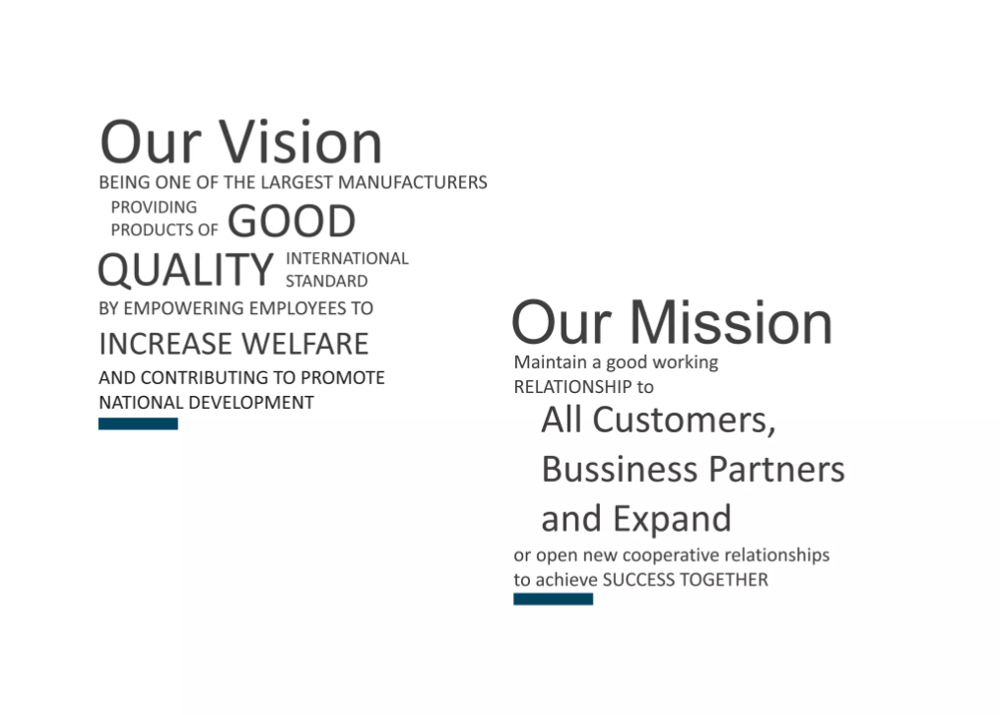 Our Vision
BEING ONE OF THE LARGEST MANUFACTURERS
PROVIDING
PRODUCTS OF GOOD
QUALITY INTERNATIONAL
STANDARD
BY EMPOWERING EMPLOYEES TO
INCREASE WELFARE
AND CONTRIBUTING TO PROMOTE
NATIONAL DEVELOPMENT
Our Mission
Maintain a good working
RELATIONSHIP to
All Customers,
Bussiness Partners
and Expand
or open new cooperative relationships
to achieve SUCCESS TOGETHER